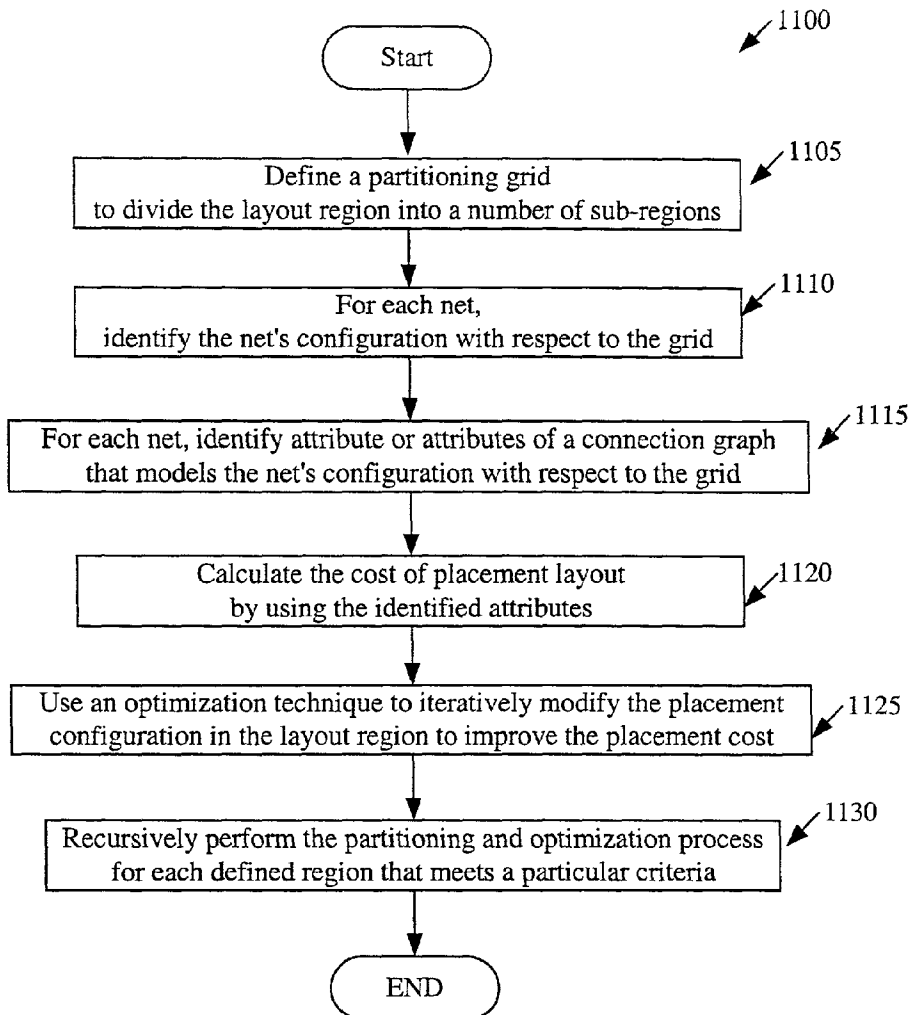 1100
Start
1105
Define a partitioning grid
to divide the layout region into a number of sub-regions
1110
For each net,
identify the net's configuration with respect to the grid
1115
For each net, identify attribute or attributes of a connection graph
that models the net's configuration with respect to the grid
1120
Calculate the cost of placement layout
by using the identified attributes
1125
Use an optimization technique to iteratively modify the placement
configuration in the layout region to improve the placement cost
1130
Recursively perform the partitioning and optimization process
for each defined region that meets a particular criteria
END